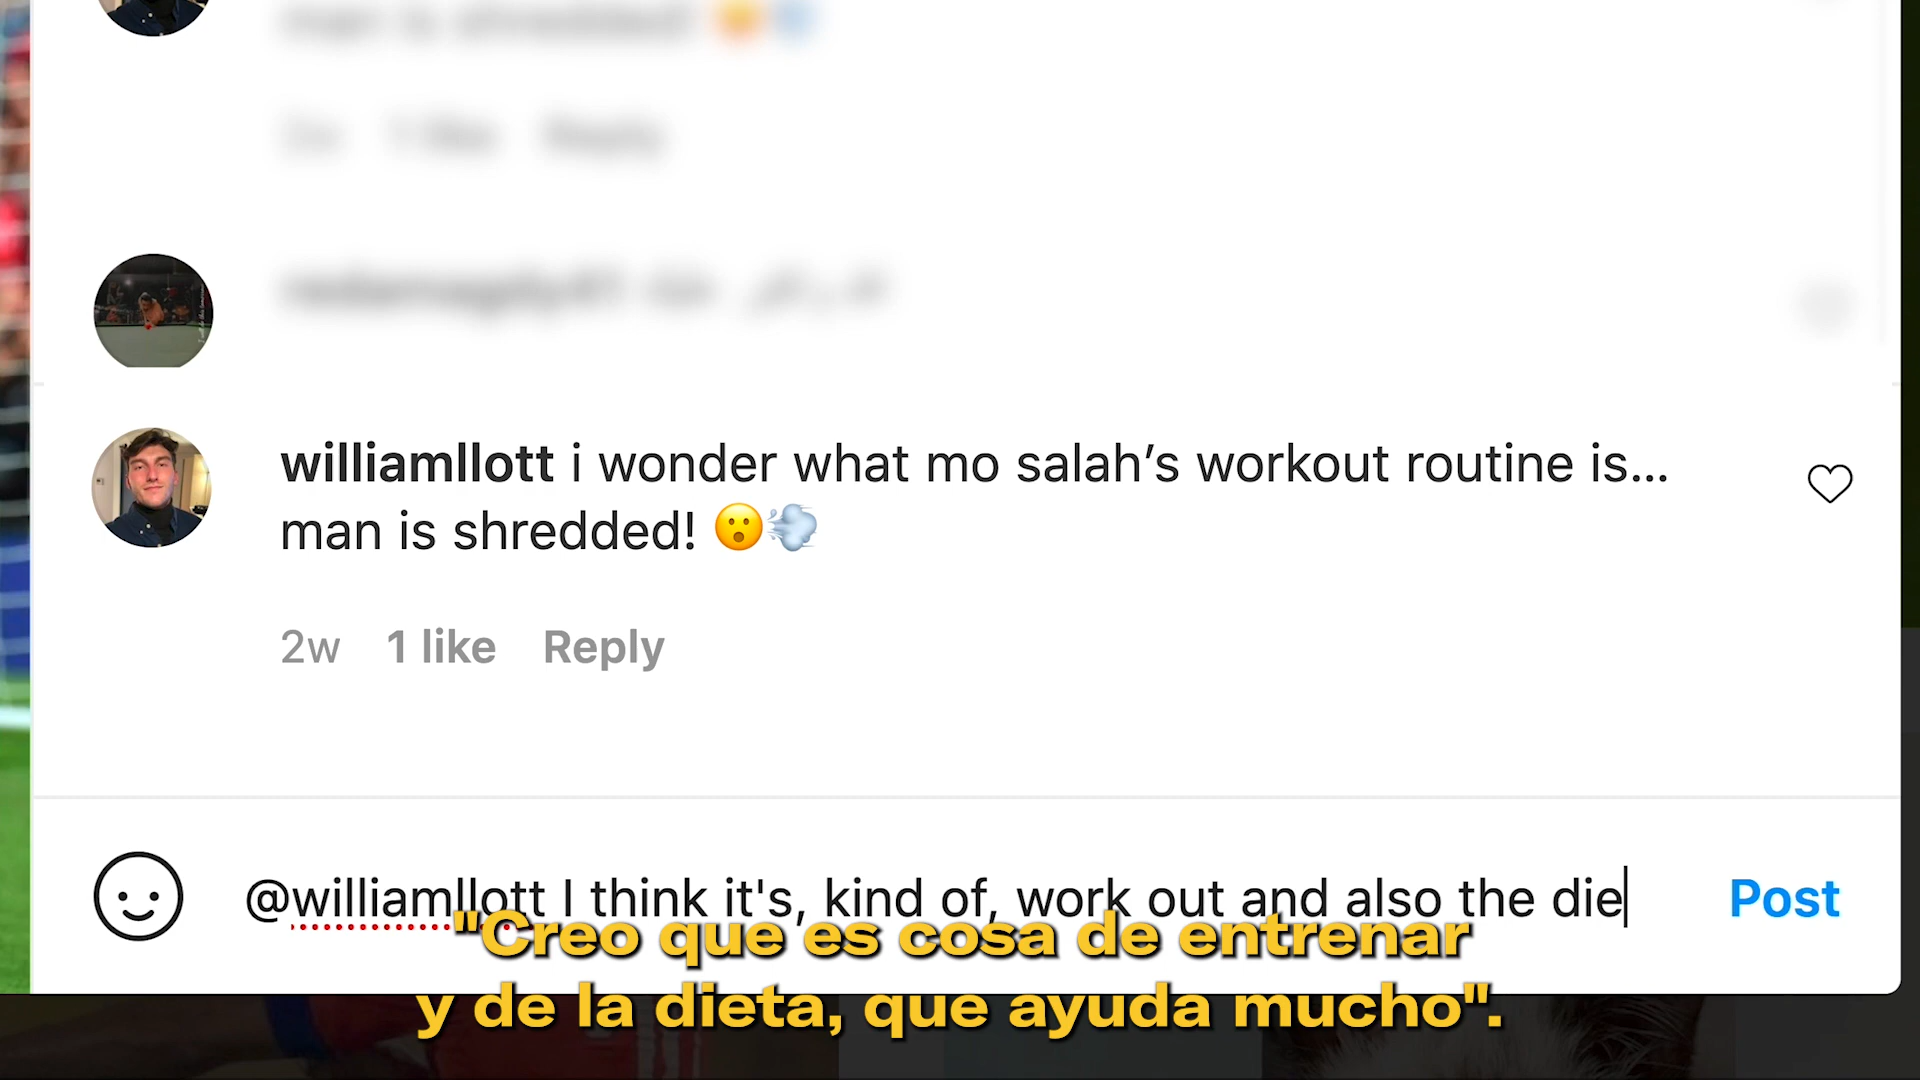 williamllott i wonder what mo salah’s workout routine is...
man is shredded! 😮💨
2w 1 like Reply
@williamllott I think it's, kind of, work out and also the die
Post
"Creo que es cosa de entrenar
y de la dieta, que ayuda mucho".